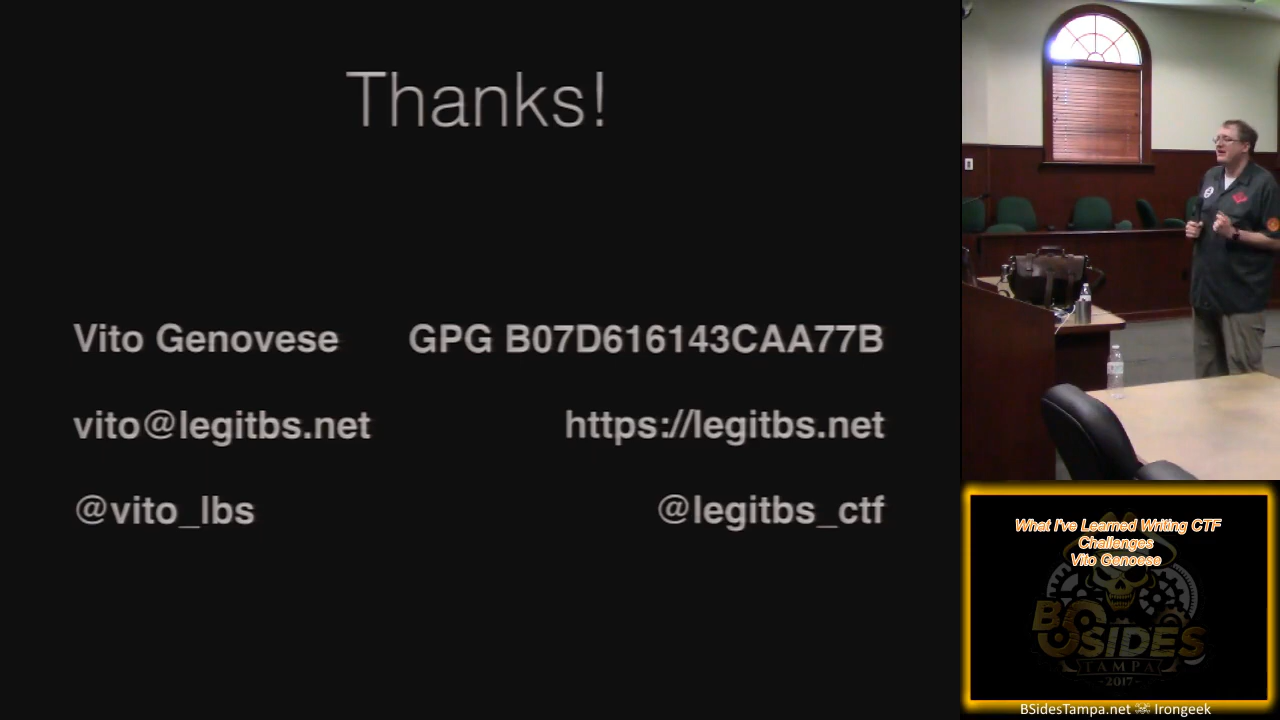 Thanks!
Vito Genovese GPG B07D616143CAA77B
vito@legitbs.net https://legitbs.net
@vito_lbs @legitbs_ctf
What I've Learned Writing CTF
Challenges
Vito Genoese
BSIDES
TAMPA
-2017-
BSidesTampa.net Irongeek